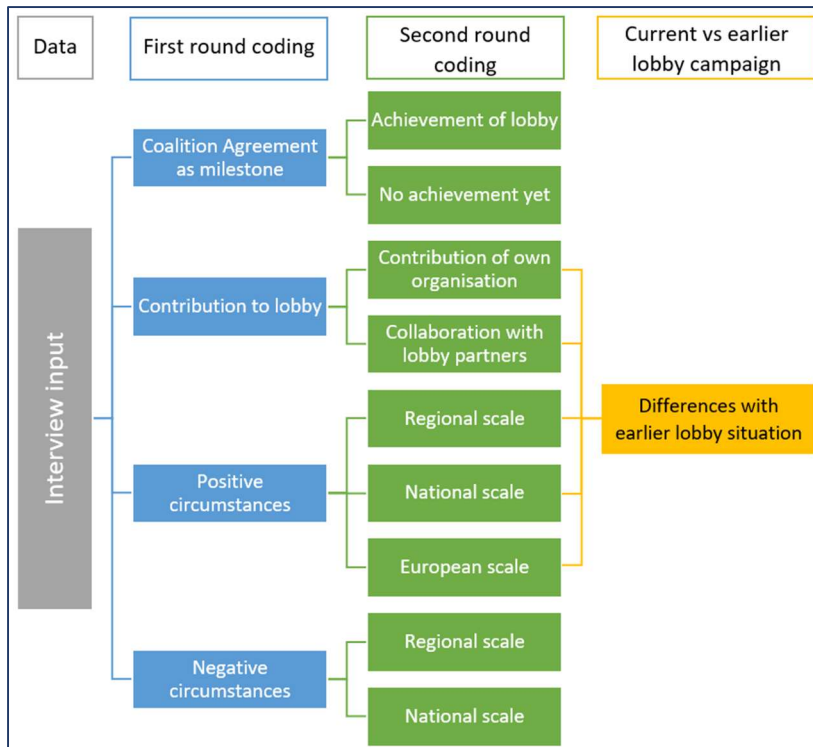 Data
First round coding
Second round
coding
Current vs earlier
lobby campaign
Interview input
Coalition Agreement
as milestone
Achievement of lobby
No achievement yet
Contribution to lobby
Contribution of own
organisation
Collaboration with
lobby partners
Positive
circumstances
Regional scale
National scale
European scale
Negative
circumstances
Regional scale
National scale
Differences with
earlier lobby situation